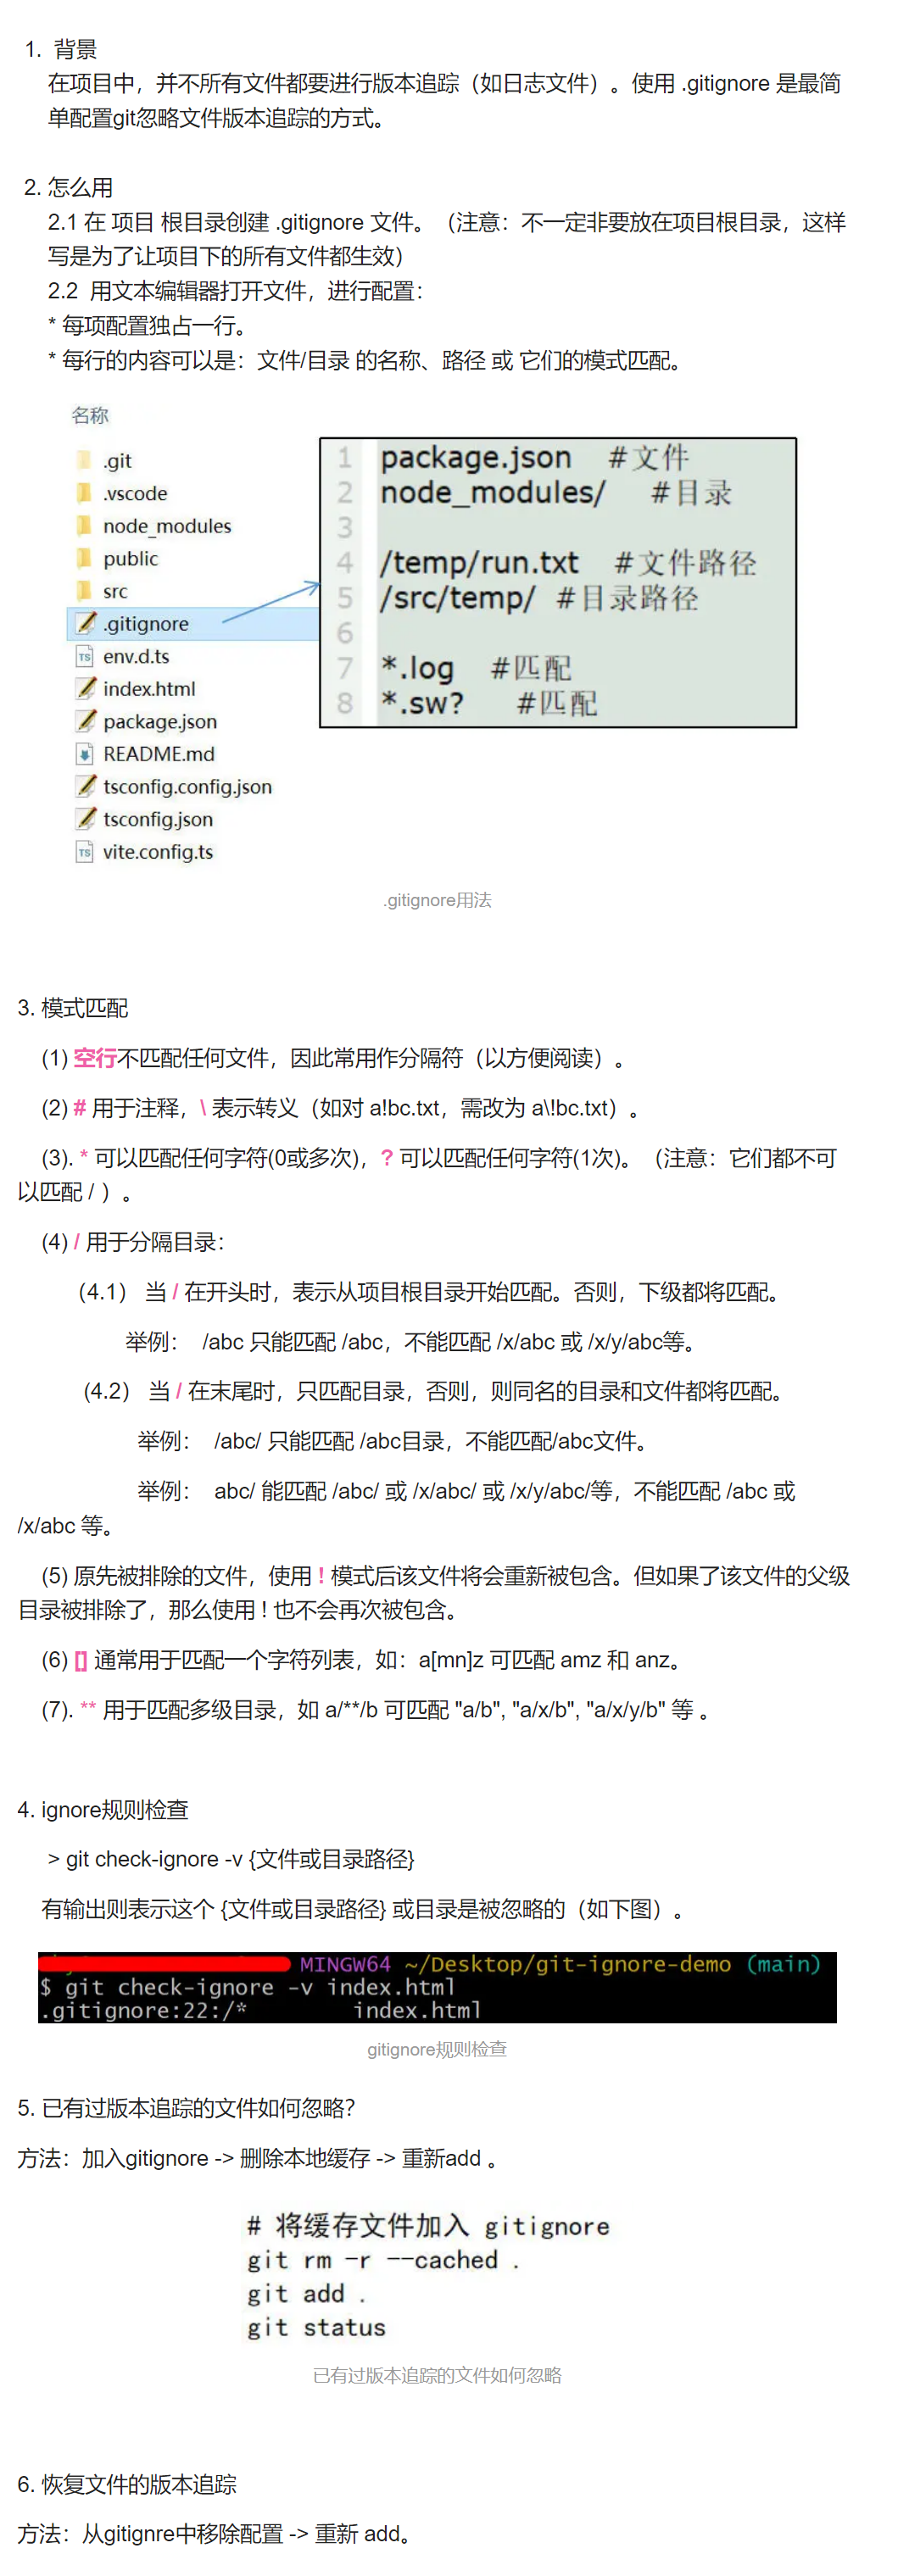 1. 背景
在项目中，并不所有文件都要进行版本追踪（如日志文件）。使用 .gitignore 是最简
单配置git忽略文件版本追踪的方式。
2. 怎么用
2.1 在 项目 根目录创建 .gitignore 文件。（注意：不一定非要放在项目根目录，这样
写是为了让项目下的所有文件都生效）
2.2 用文本编辑器打开文件，进行配置：
* 每项配置独占一行。
* 每行的内容可以是：文件/目录 的名称、路径 或 它们的模式匹配。
名称
.git
.vscode
node_modules
public
src
.gitignore
env.d.ts
index.html
package.json
README.md
tsconfig.config.json
tsconfig.json
vite.config.ts
1 package.json #文件
2 node_modules/ #目录
3
4 /temp/run.txt #文件路径
5 /src/temp/ #目录路径
6
7 *.log #匹配
8 *.sw? #匹配
.gitignore用法
3. 模式匹配
(1) 空行不匹配任何文件，因此常用作分隔符（以方便阅读）。
(2) # 用于注释，\ 表示转义（如对 a!bc.txt，需改为 a\!bc.txt）。
(3). * 可以匹配任何字符(0或多次)，? 可以匹配任何字符(1次)。（注意：它们都不可
以匹配 / ）。
(4) / 用于分隔目录：
（4.1） 当 / 在开头时，表示从项目根目录开始匹配。否则，下级都将匹配。
举例： /abc 只能匹配 /abc，不能匹配 /x/abc 或 /x/y/abc等。
（4.2） 当 / 在末尾时，只匹配目录，否则，则同名的目录和文件都将匹配。
举例： /abc/ 只能匹配 /abc目录，不能匹配/abc文件。
举例： abc/ 能匹配 /abc/ 或 /x/abc/ 或 /x/y/abc/等，不能匹配 /abc 或
/x/abc 等。
(5) 原先被排除的文件，使用 ! 模式后该文件将会重新被包含。但如果了该文件的父级
目录被排除了，那么使用 ! 也不会再次被包含。
(6) [] 通常用于匹配一个字符列表，如：a[mn]z 可匹配 amz 和 anz。
(7). ** 用于匹配多级目录，如 a/**/b 可匹配 "a/b", "a/x/b", "a/x/y/b" 等 。
4. ignore规则检查
> git check-ignore -v {文件或目录路径}
有输出则表示这个 {文件或目录路径} 或目录是被忽略的（如下图）。
MINGW64 ~/Desktop/git-ignore-demo (main)
$ git check-ignore -v index.html
.gitignore:22:/* index.html
gitignore规则检查
5. 已有过版本追踪的文件如何忽略?
方法：加入gitignore -> 删除本地缓存 -> 重新add 。
# 将缓存文件加入 gitignore
git rm -r --cached .
git add .
git status
已有过版本追踪的文件如何忽略
6. 恢复文件的版本追踪
方法：从gitignre中移除配置 -> 重新 add。